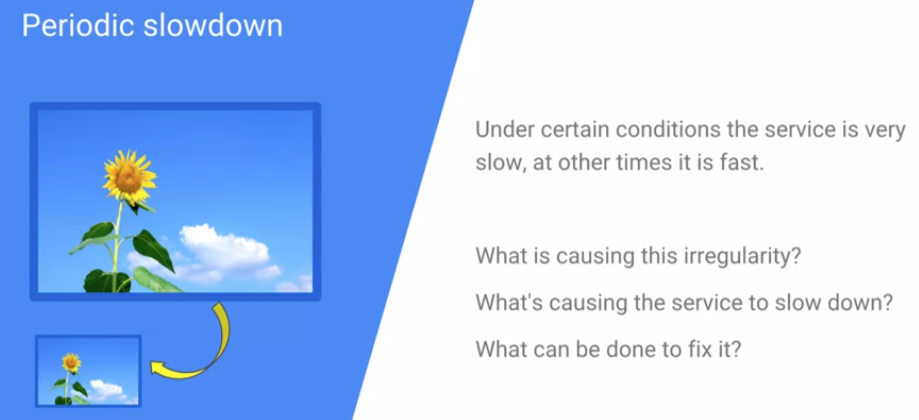 Periodic slowdown
Under certain conditions the service is very
slow, at other times it is fast.
What is causing this irregularity?
What's causing the service to slow down?
What can be done to fix it?